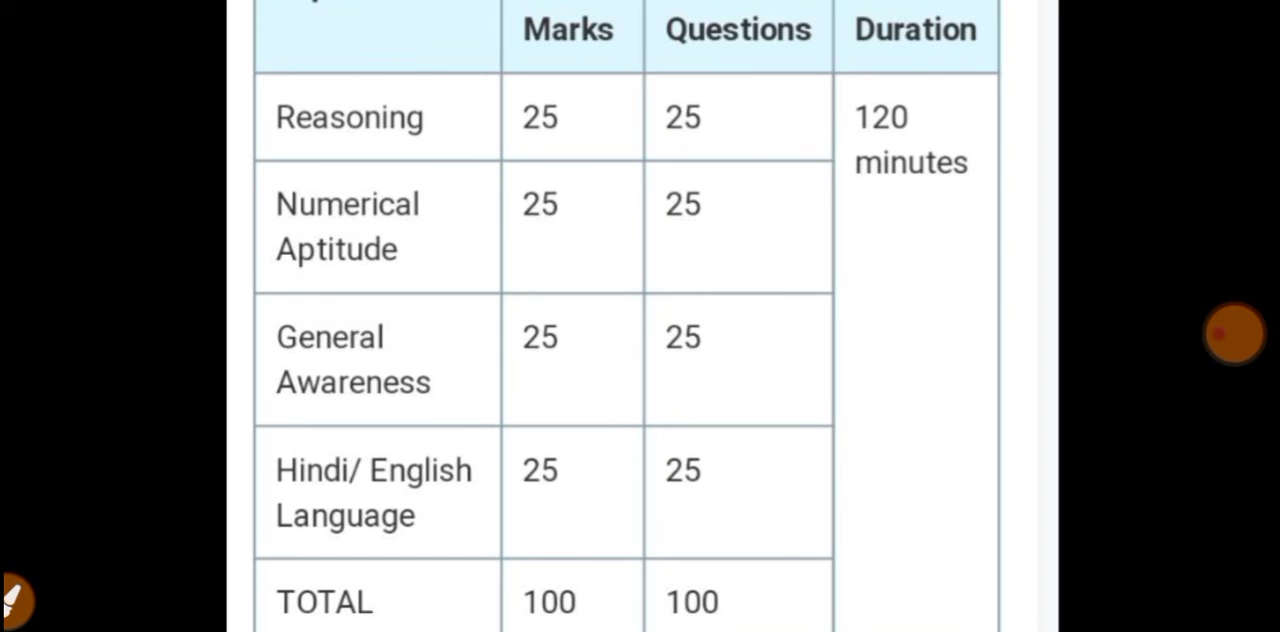 Marks Questions Duration
Reasoning 25 25 120
minutes
Numerical 25 25
Aptitude
General 25 25
Awareness
Hindi/ English 25 25
Language
TOTAL 100 100